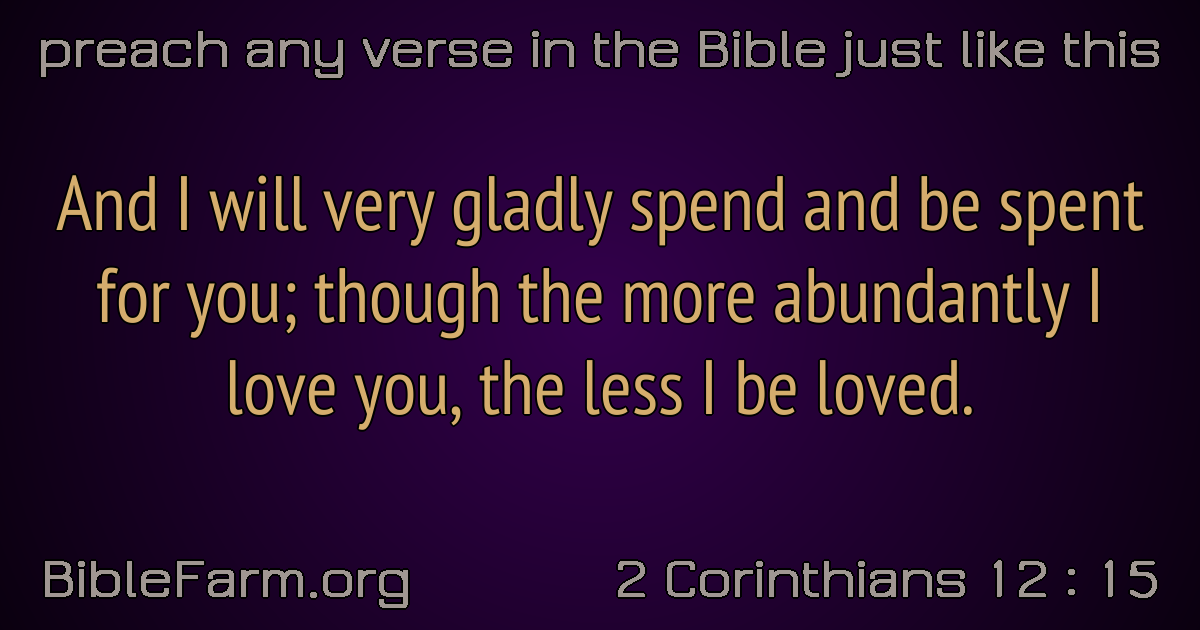 preach any verse in the Bible just like this
And I will very gladly spend and be spent
for you; though the more abundantly I
love you, the less I be loved.
BibleFarm.org
2 Corinthians 12 : 15